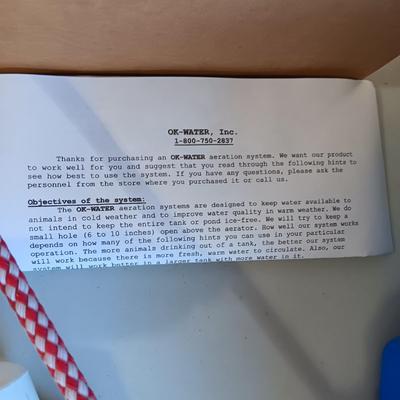 OK-WATER, Inc.
1-800-750-2837
Thanks for purchasing an OK-WATER aeration system. We want our product
to work well for you and suggest that you read through the following hints to
see how best to use the system. If you have any questions, please ask the
personnel from the store where you purchased it or call us.
Objectives of the system:
The OK-WATER aeration systems are designed to keep water available to
animals in cold weather and to improve water quality in warm weather. We do
not intend to keep the entire tank or pond ice-free. We will try to keep a
small hole (6 to 10 inches) open above the aerator. How well our system works
depends on how many of the following hints you can use in your particular
operation. The more animals drinking out of a tank, the better our system
will work because there is more fresh, warm water to circulate. Also, our
system will work better in a larger tank with more water in it.